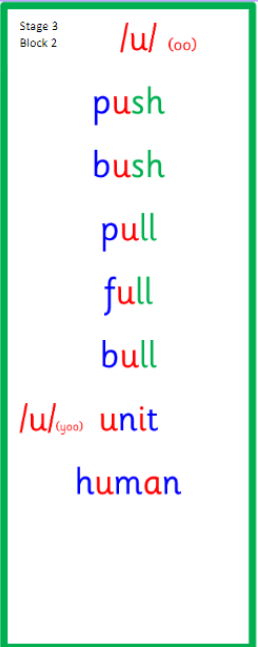 Stage 3
Block 2
/u/ (oo)
push
bush
pull
full
bull
/u/(yoo) unit
human